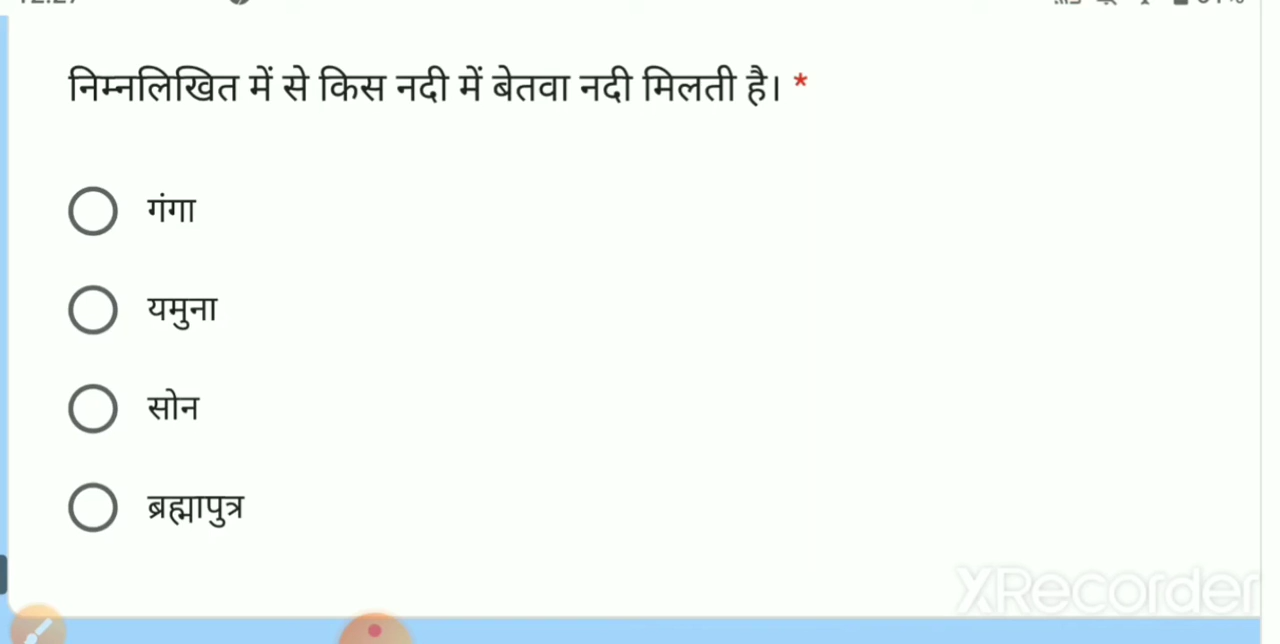 निम्नलिखित में से किस नदी में बेतवा नदी मिलती है। *
गंगा
यमुना
सोन
ब्रह्मापुत्र
XRecorder